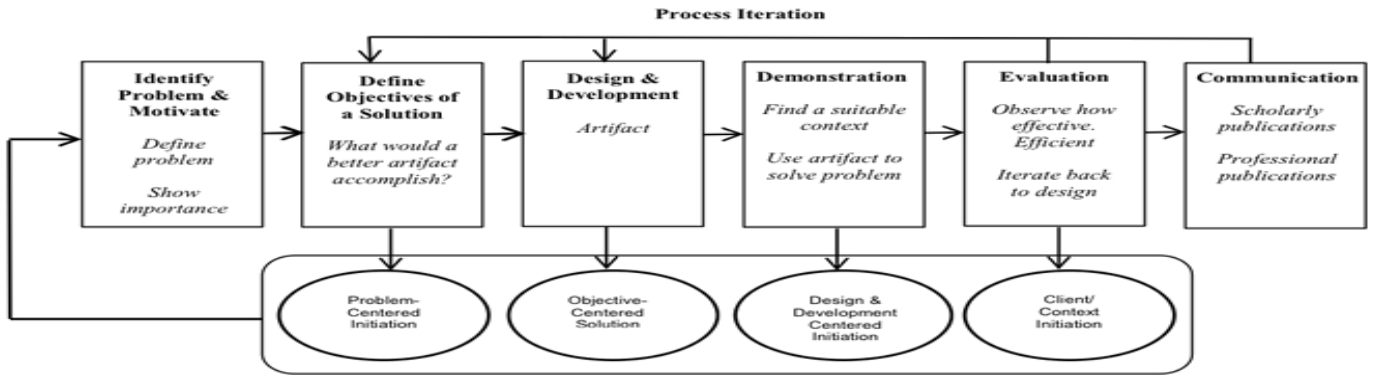 Process Iteration
Identify
Problem &
Motivate
Define
problem
Show
importance
Define
Objectives of
a Solution
What would a
better artifact
accomplish?
Design &
Development
Artifact
Demonstration
Find a suitable
context
Use artifact to
solve problem
Evaluation
Observe how
effective.
Efficient
Iterate back
to design
Communication
Scholarly
publications
Professional
publications
Problem-
Centered
Initiation
Objective-
Centered
Solution
Design &
Development
Centered
Initiation
Client/
Context
Initiation